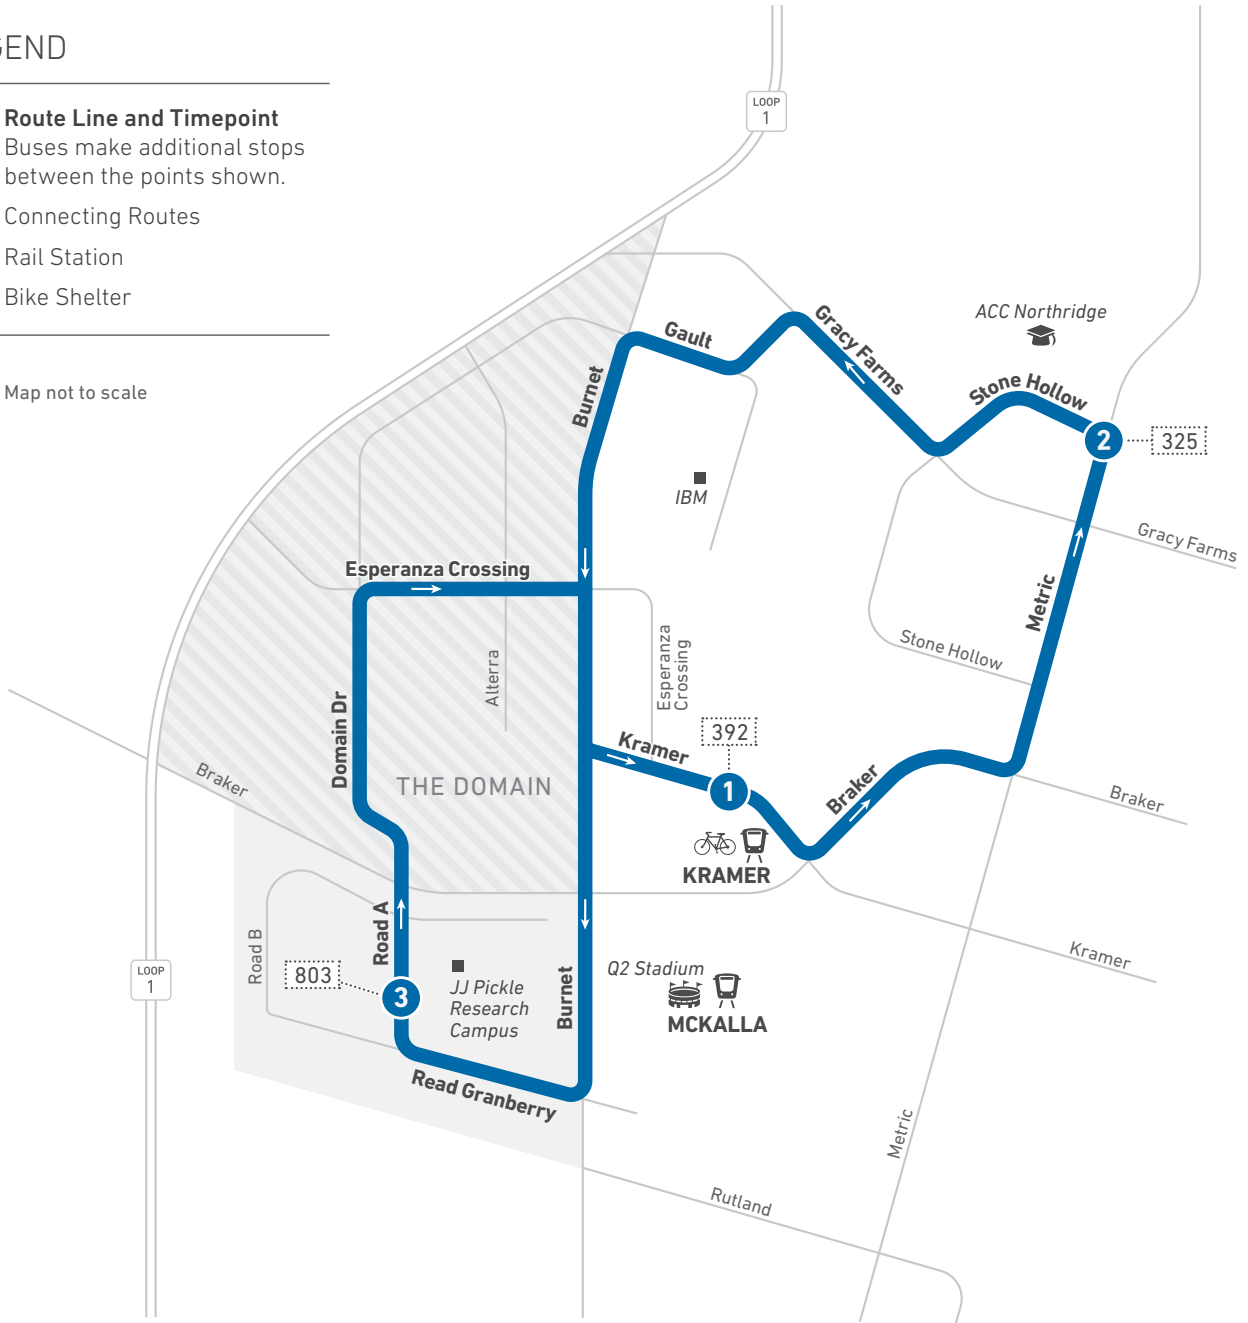 GEND
Route Line and Timepoint
Buses make additional stops
between the points shown.
Connecting Routes
Rail Station
Bike Shelter
Map not to scale
LOOP
1
ACC Northridge
Gracy Farms
Gault
Stone Hollow
Burnet
2
325
IBM
Gracy Farms
Esperanza Crossing
Metric
Stone Hollow
Esperanza
Crossing
Alterra
Domain Dr
392
Kramer
Braker
THE DOMAIN
1
Braker
Braker
KRAMER
Road A
Road B
Kramer
LOOP
1
803
3
JJ Pickle
Research
Campus
Burnet
Q2 Stadium
MCKALLA
Read Granberry
Metric
Rutland